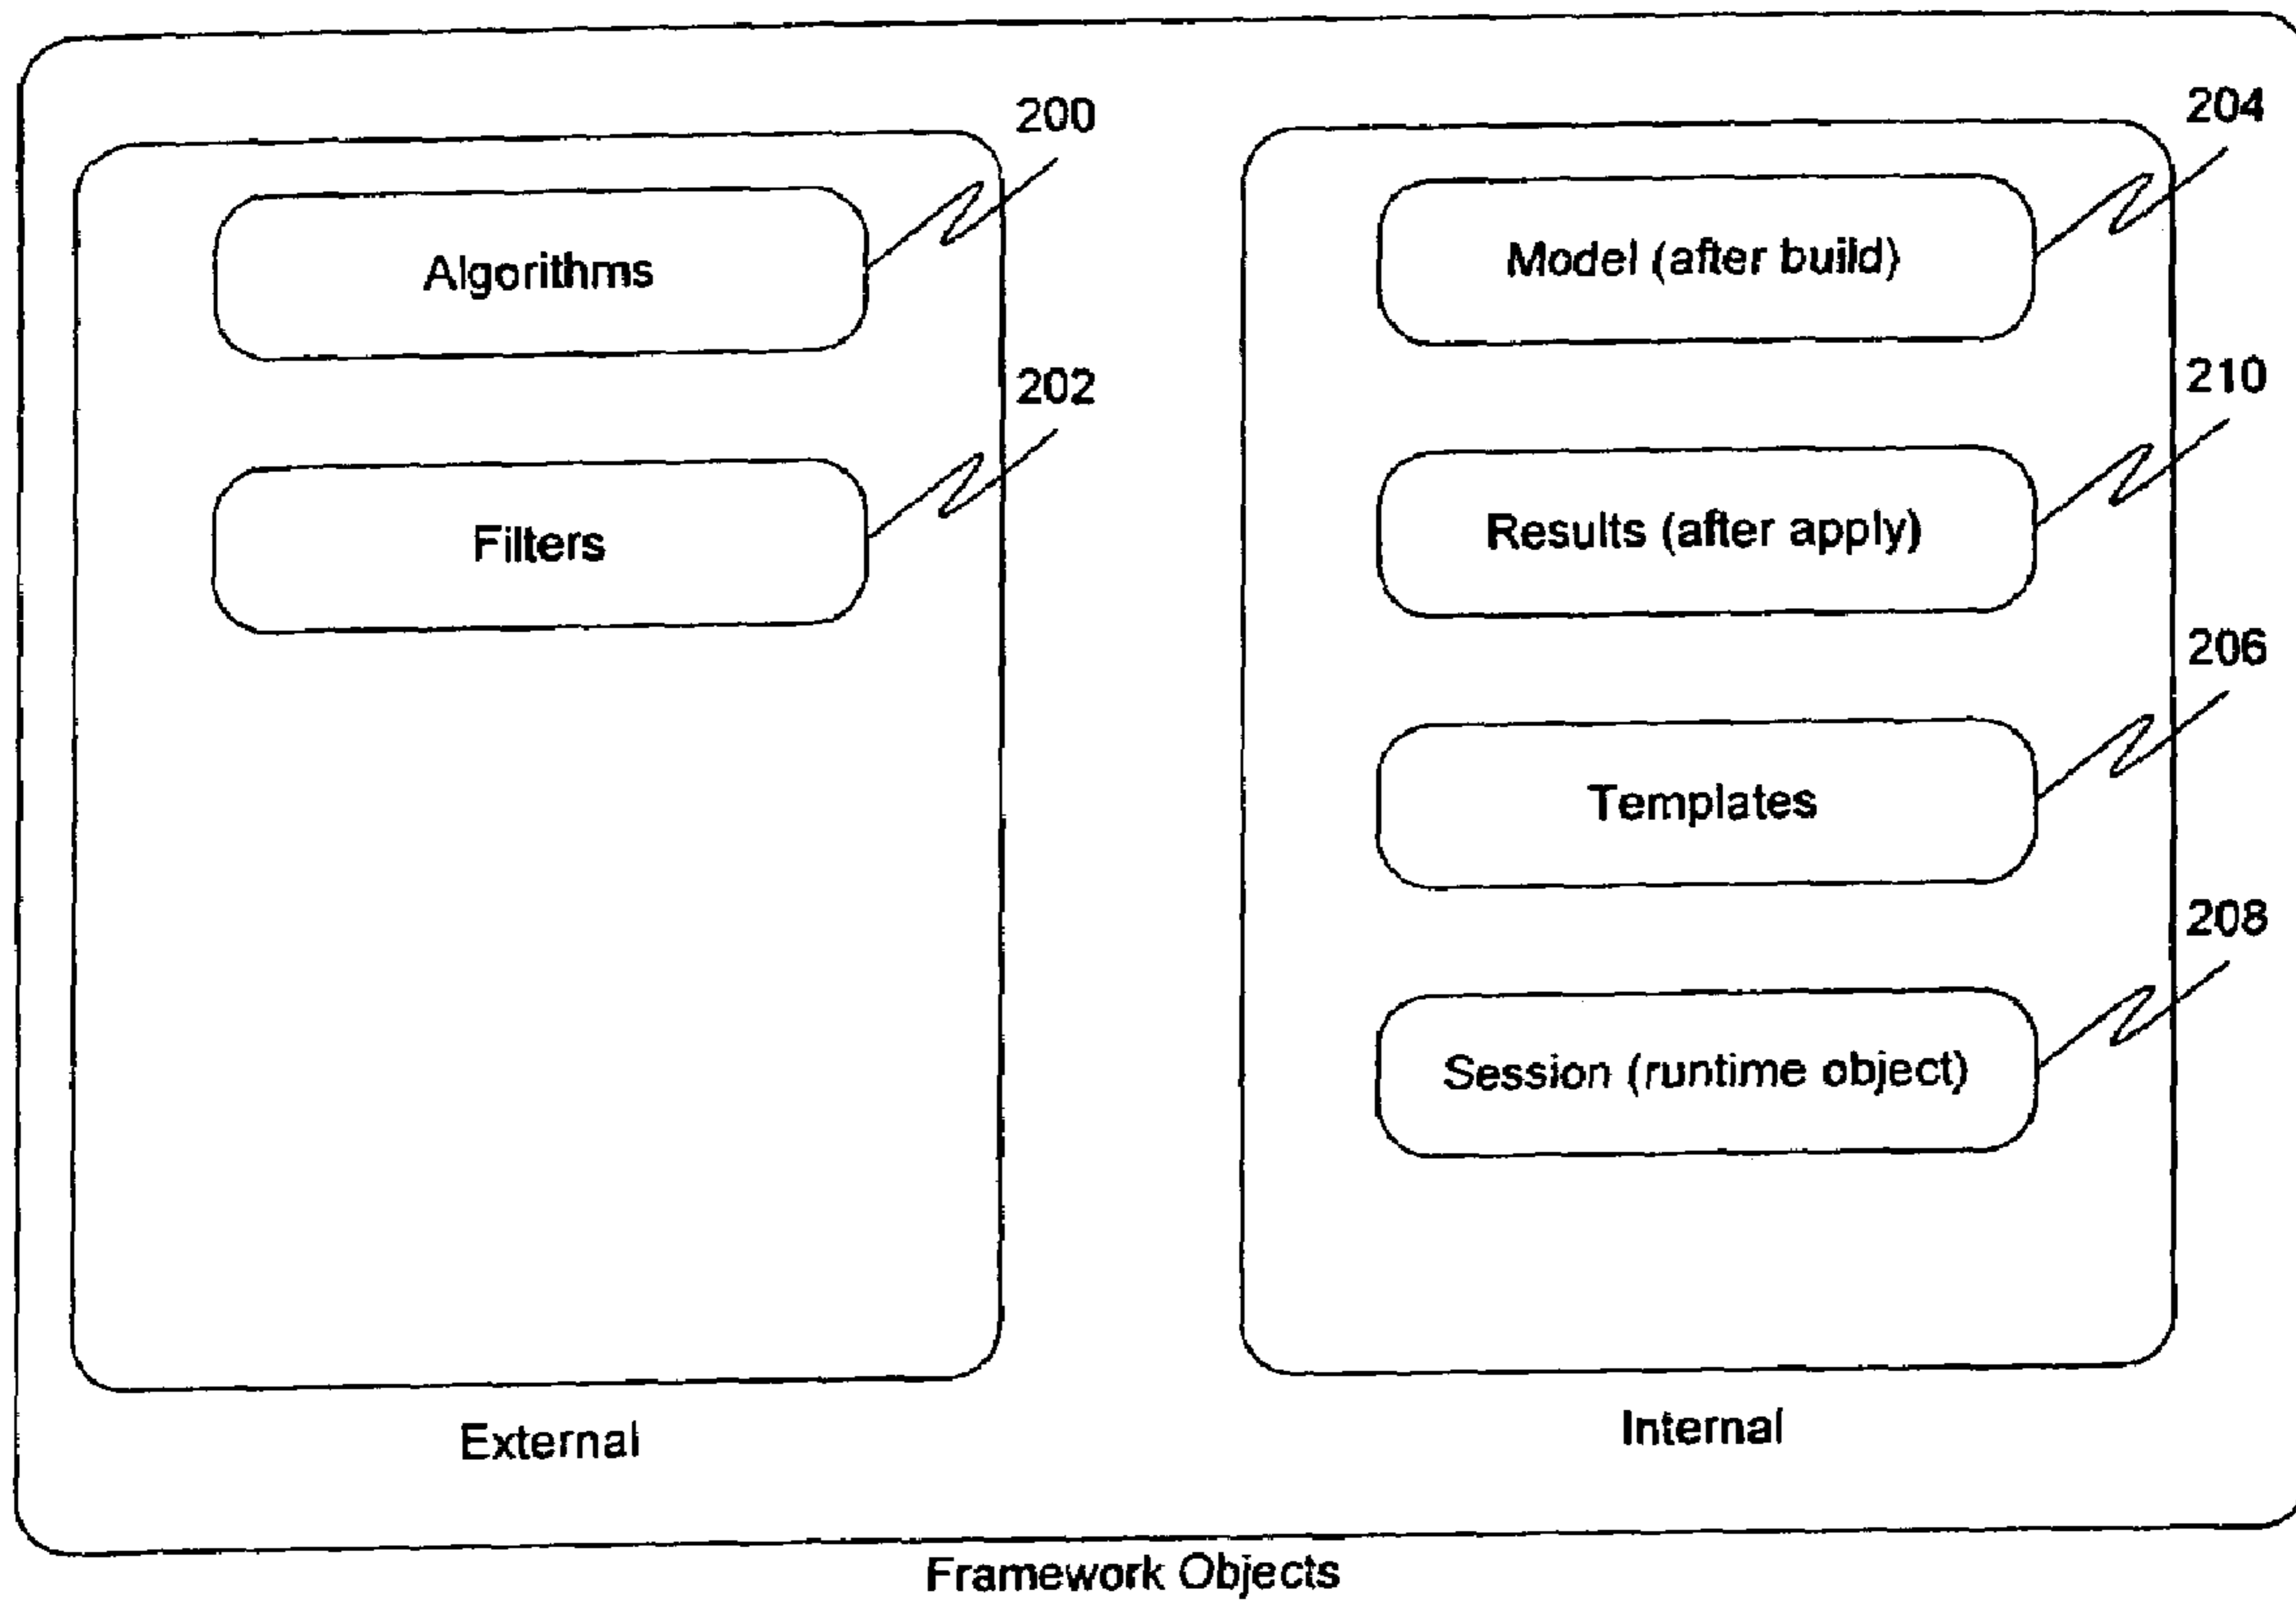 200
Algorithms
202
Filters
External
204
Model (after build)
210
Results (after apply)
206
Templates
208
Session (runtime object)
Internal
Framework Objects